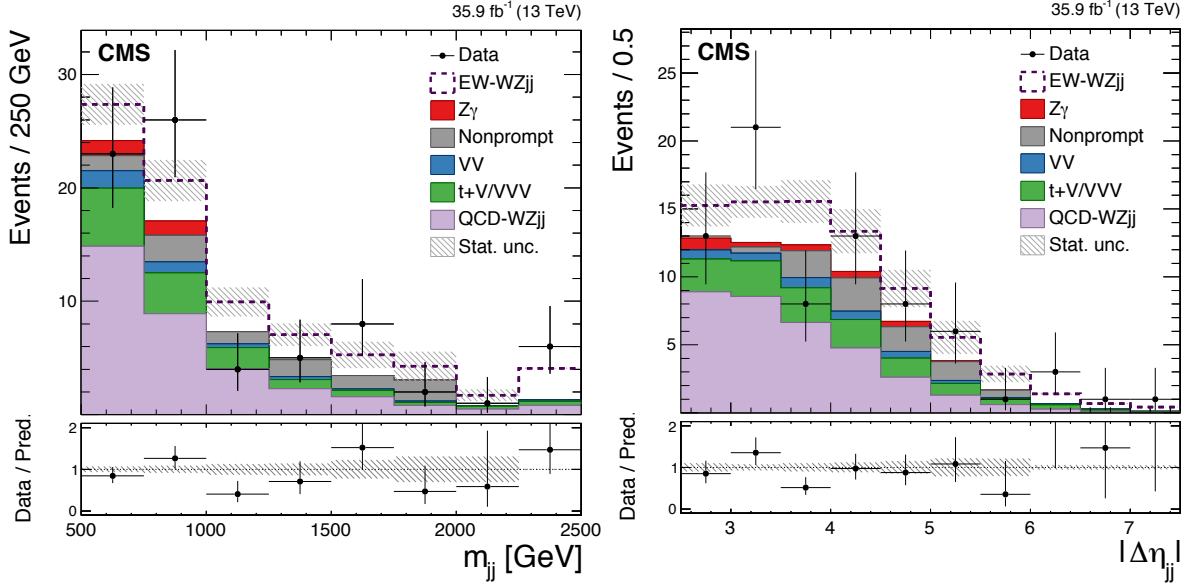 35.9 fb⁻¹ (13 TeV)
CMS
Data
EW-WZjj
Zγ
Nonprompt
VV
t+V/VVV
QCD-WZjj
Stat. unc.
Events / 250 GeV
30
20
10
Data / Pred.
2
1
0
500 1000 1500 2000 2500
m_jj [GeV]
35.9 fb⁻¹ (13 TeV)
CMS
Data
EW-WZjj
Zγ
Nonprompt
VV
t+V/VVV
QCD-WZjj
Stat. unc.
Events / 0.5
25
20
15
10
5
Data / Pred.
2
1
0
3 4 5 6 7
|Δη_jj|